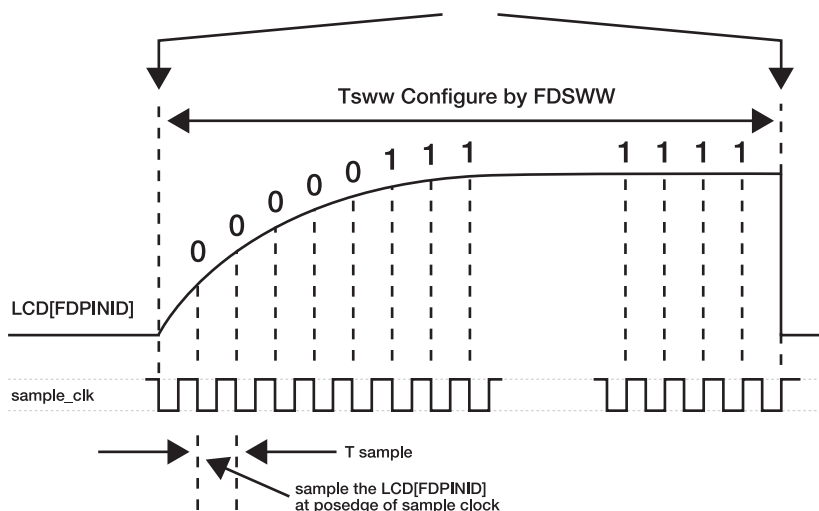 Tsww Configure by FDSWW
0 0 0 0 0 1 1 1 1 1 1 1
LCD[FDPINID]
sample_clk
T sample
sample the LCD[FDPINID]
at posedge of sample clock